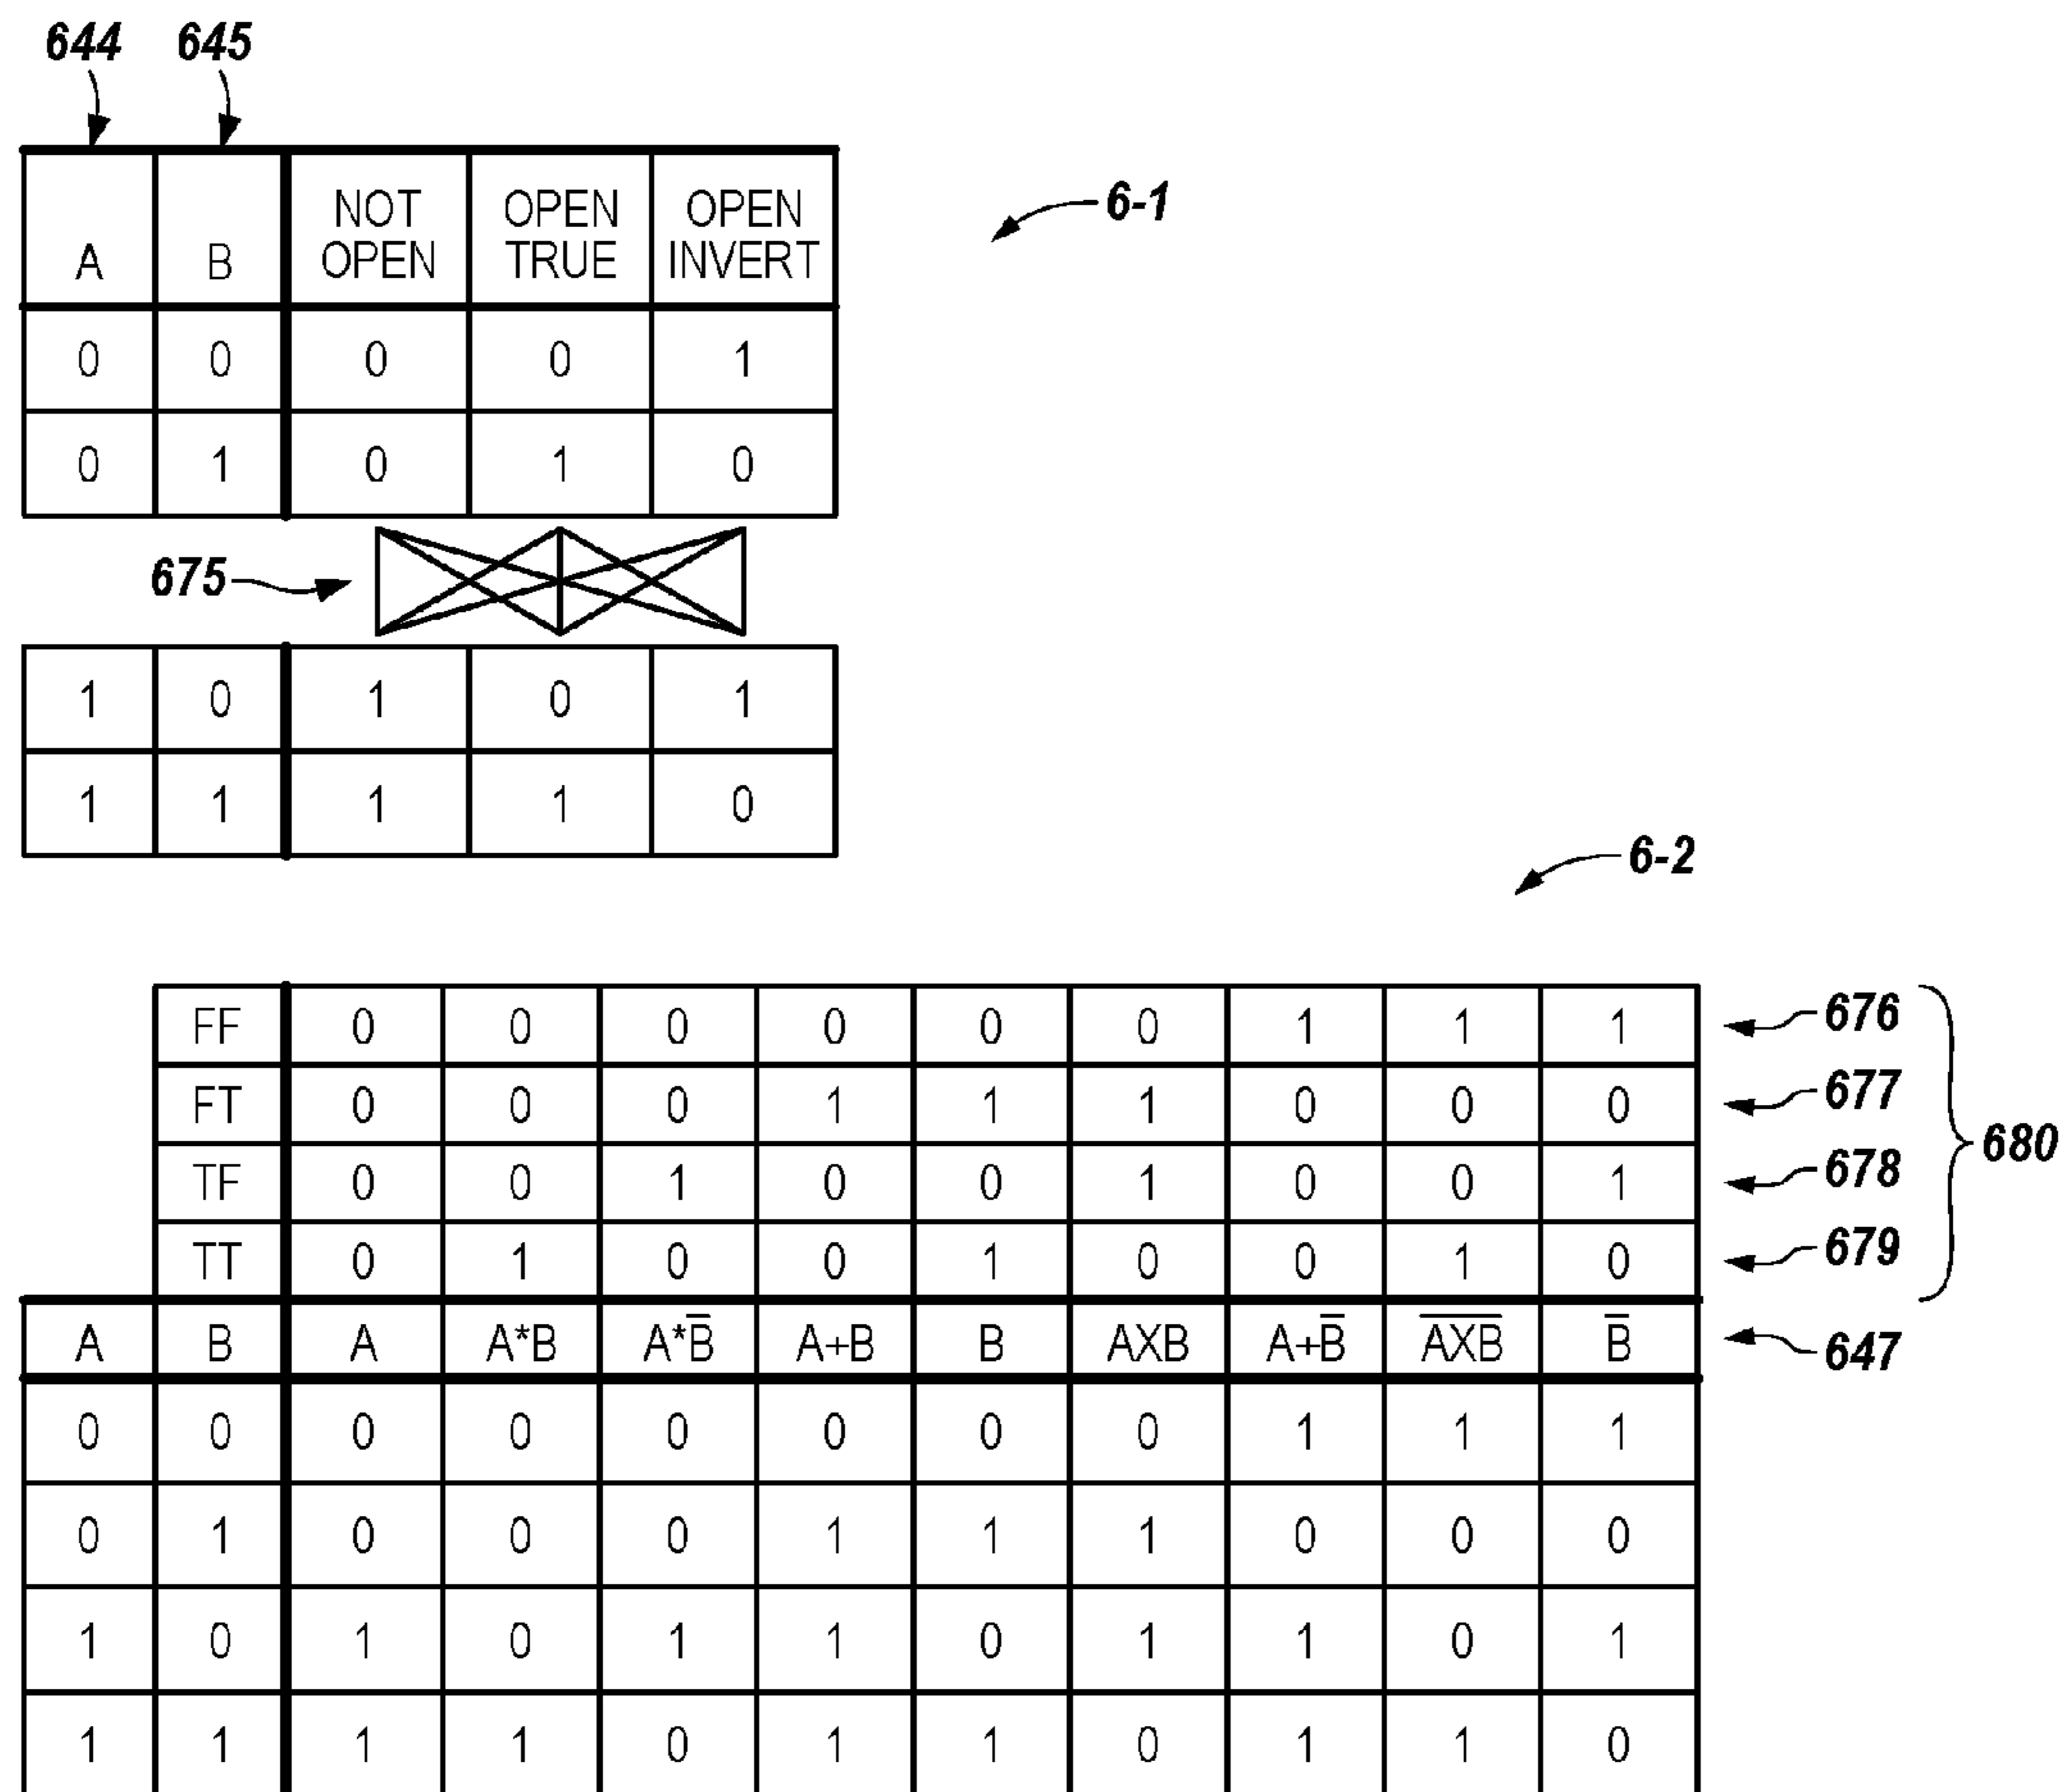 644 645
A B NOT OPEN OPEN TRUE OPEN INVERT
6-1
0 0 0 0 1
0 1 0 1 0
675
1 0 1 0 1
1 1 1 1 0
6-2
FF 0 0 0 0 0 0 1 1 1 676
FT 0 0 0 1 1 1 0 0 0 677
680
TF 0 0 1 0 0 1 0 0 1 678
TT 0 1 0 0 1 0 0 1 0 679
A B A A*B A*B̅ A+B B AXB A+B̅ A̅X̅B̅ B̅ 647
0 0 0 0 0 0 0 0 1 1 1
0 1 0 0 0 1 1 1 0 0 0
1 0 1 0 1 1 0 1 1 0 1
1 1 1 1 0 1 1 0 1 1 0